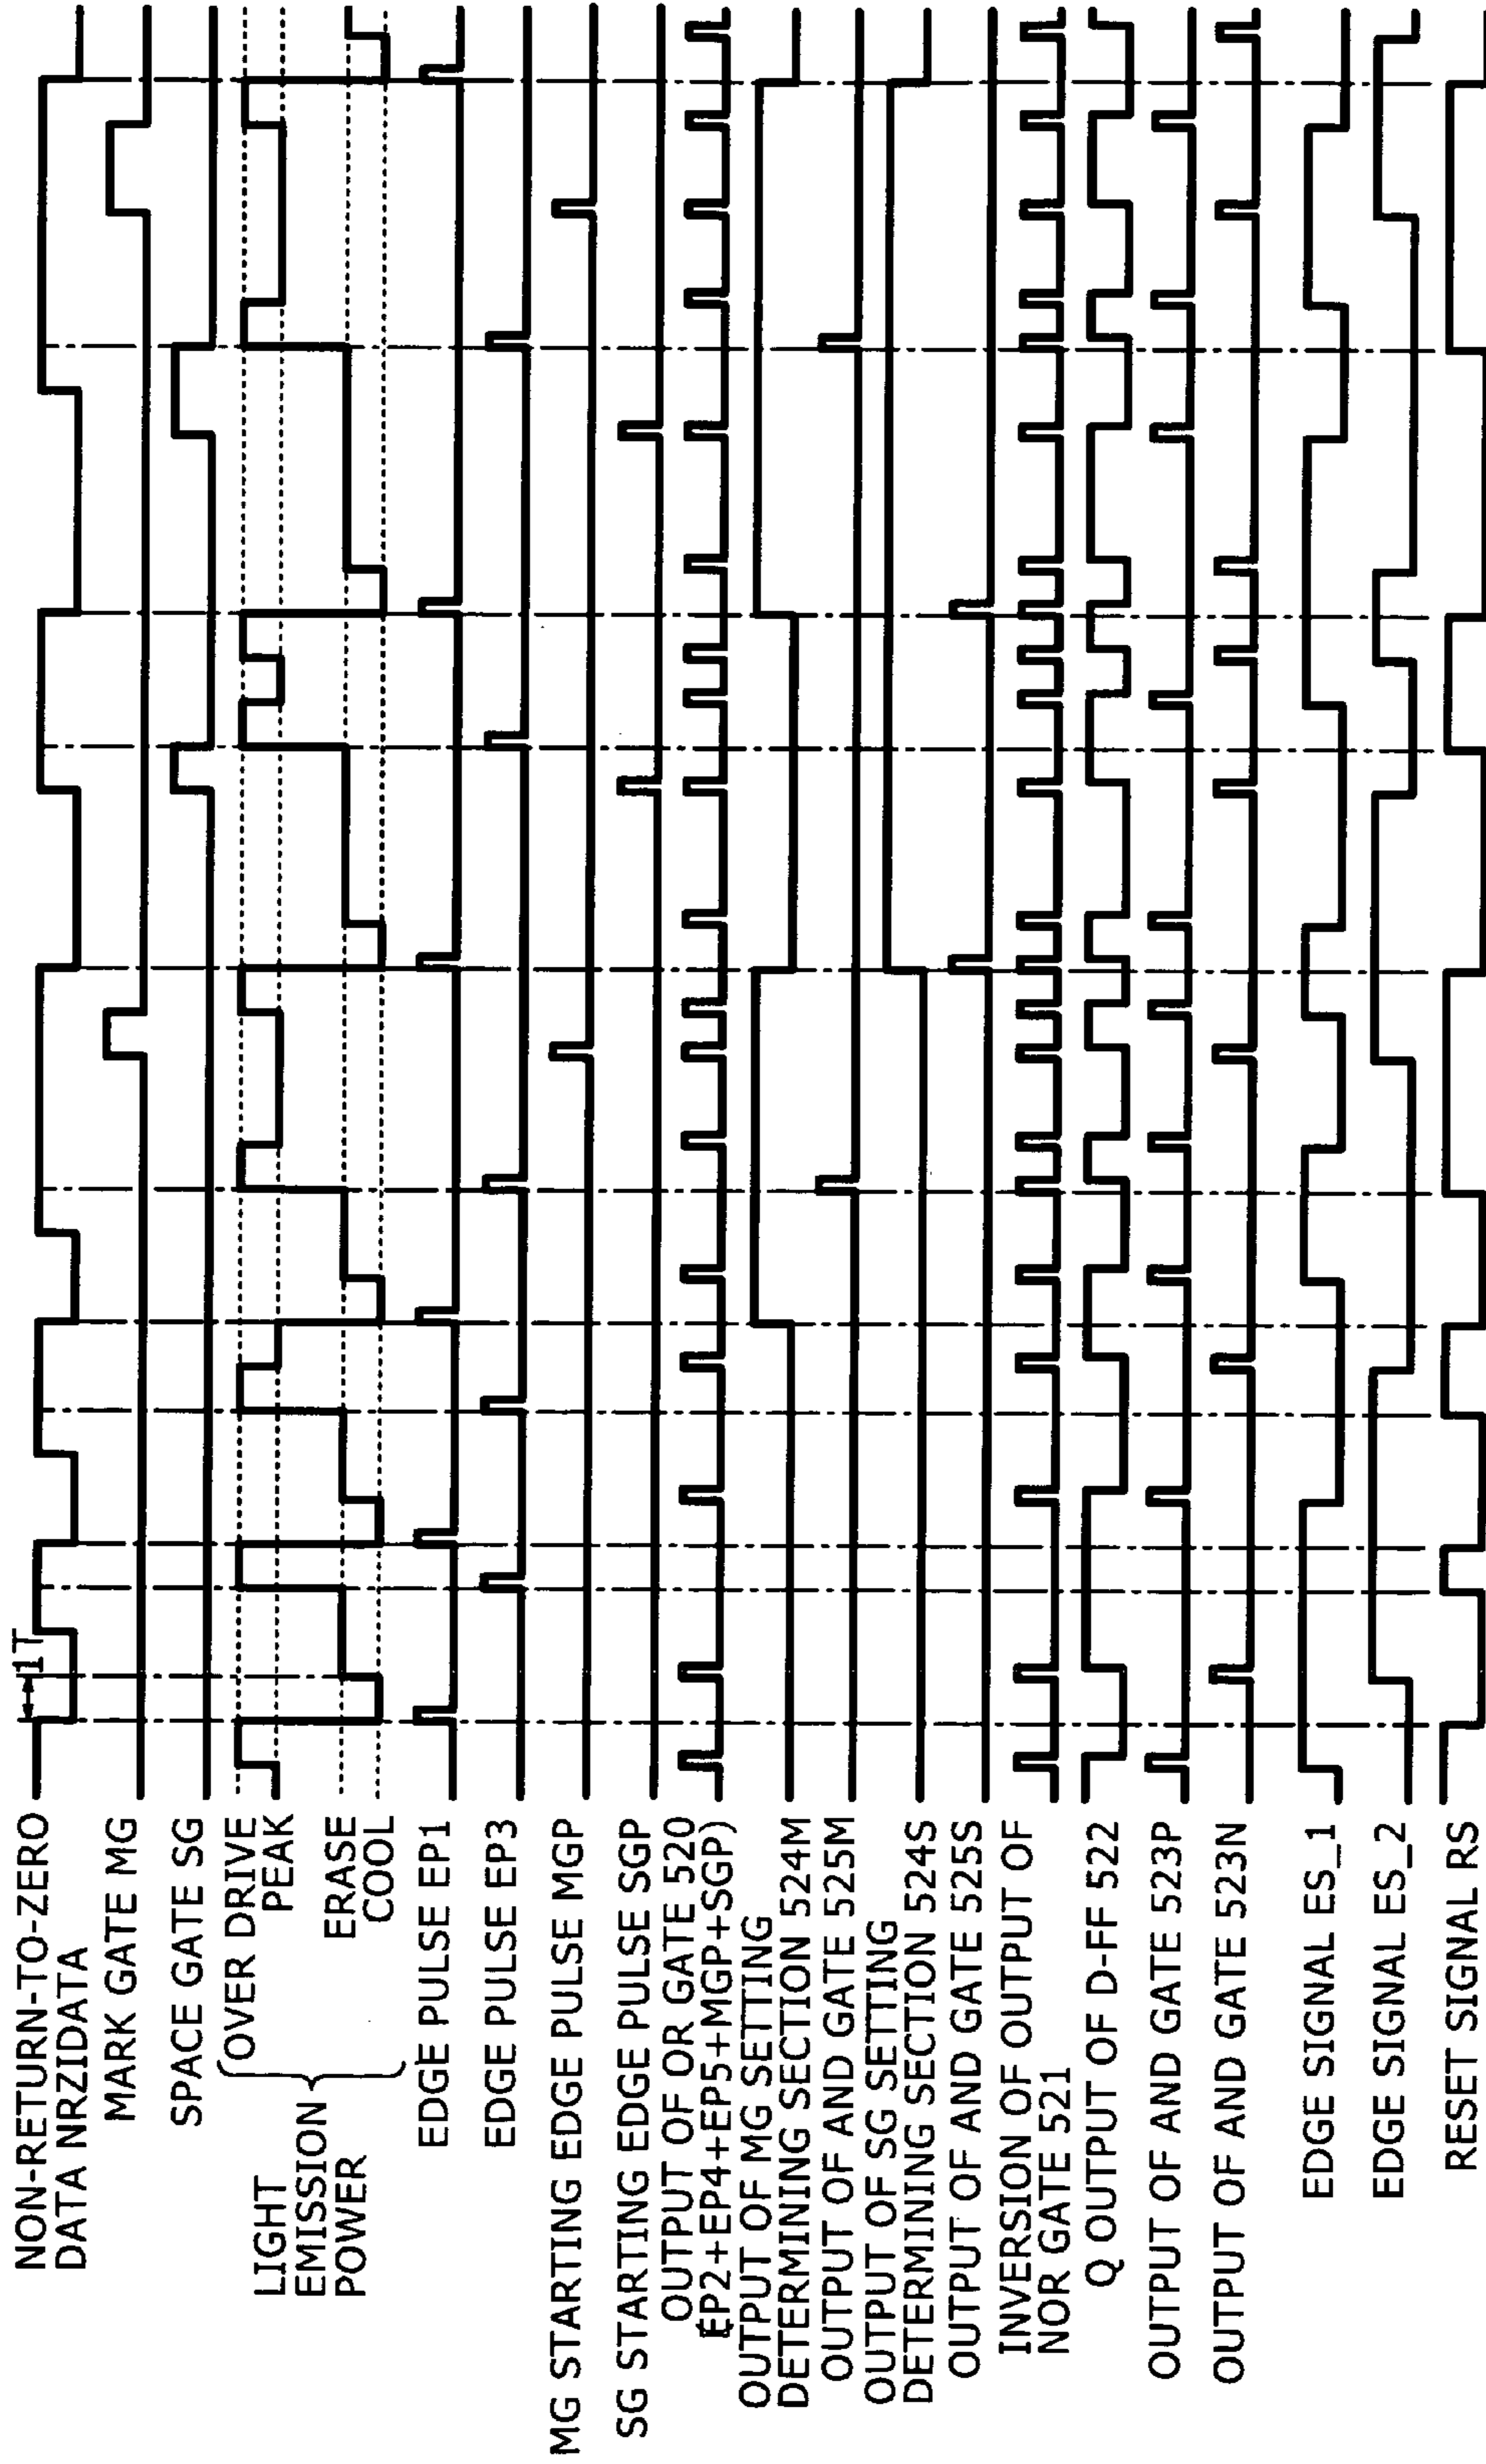 NON-RETURN-TO-ZERO
DATA NRZIDATA
1T
MARK GATE MG
SPACE GATE SG
LIGHT
EMISSION
POWER
OVER DRIVE
PEAK
ERASE
COOL
EDGE PULSE EP1
EDGE PULSE EP3
MG STARTING EDGE PULSE MGP
SG STARTING EDGE PULSE SGP
OUTPUT OF OR GATE 520
(EP2+EP4+EP5+MGP+SGP)
OUTPUT OF MG SETTING
DETERMINING SECTION 524M
OUTPUT OF AND GATE 525M
OUTPUT OF SG SETTING
DETERMINING SECTION 524S
OUTPUT OF AND GATE 525S
INVERSION OF OUTPUT OF
NOR GATE 521
Q OUTPUT OF D-FF 522
OUTPUT OF AND GATE 523P
OUTPUT OF AND GATE 523N
EDGE SIGNAL ES_1
EDGE SIGNAL ES_2
RESET SIGNAL RS